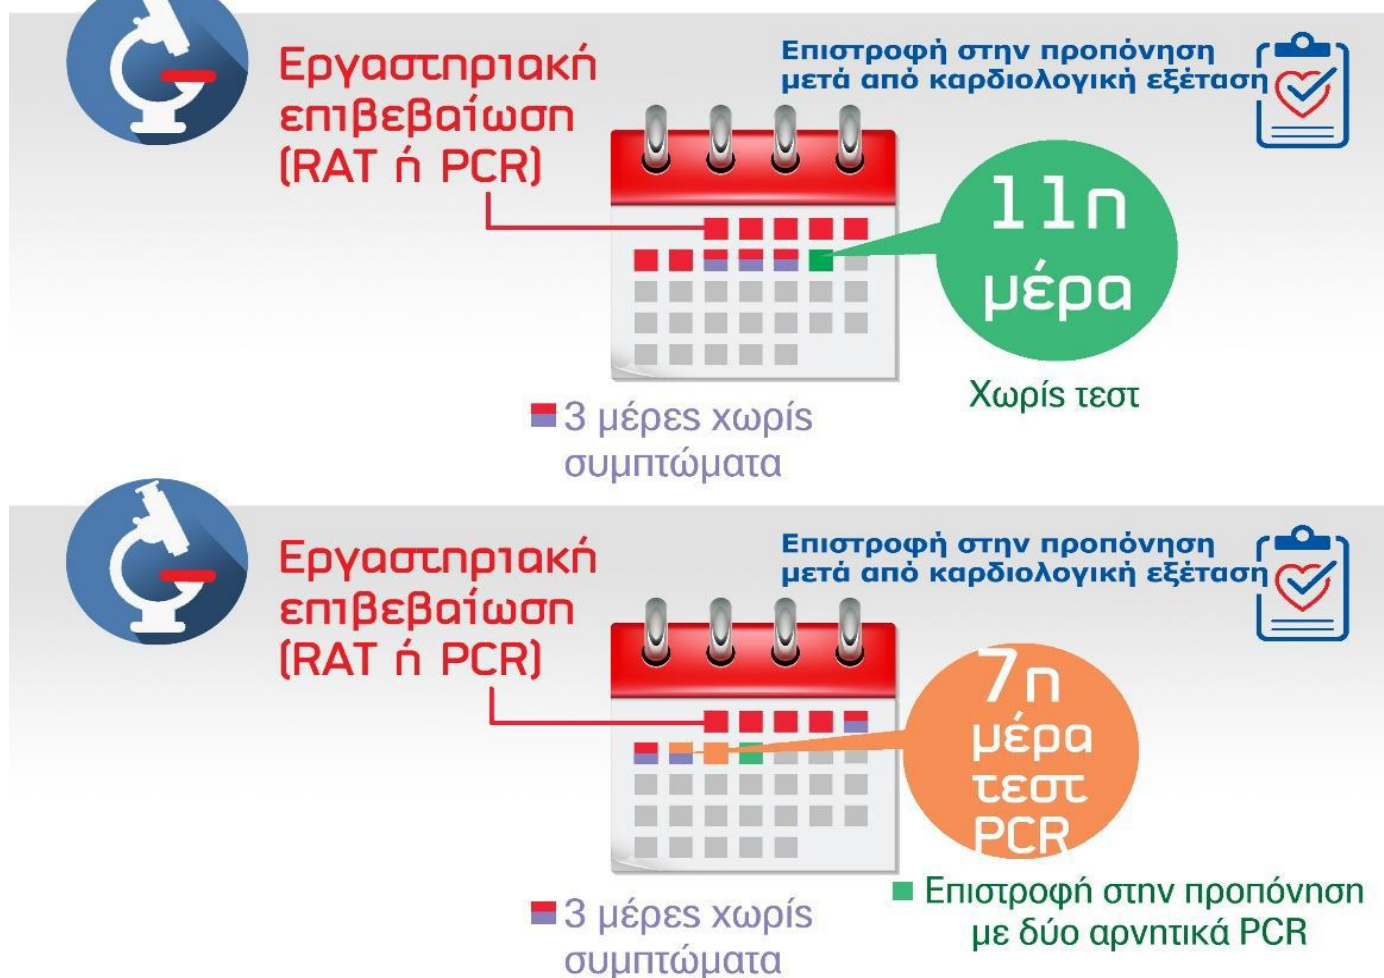 Εργαστηριακή
επιβεβαίωση
(RAT ή PCR)
Επιστροφή στην προπόνηση
μετά από καρδιολογική εξέταση
11η
μέρα
Χωρίς τεστ
3 μέρες χωρίς
συμπτώματα
Εργαστηριακή
επιβεβαίωση
(RAT ή PCR)
Επιστροφή στην προπόνηση
μετά από καρδιολογική εξέταση
7η
μέρα
τεστ
PCR
Επιστροφή στην προπόνηση
με δύο αρνητικά PCR
3 μέρες χωρίς
συμπτώματα